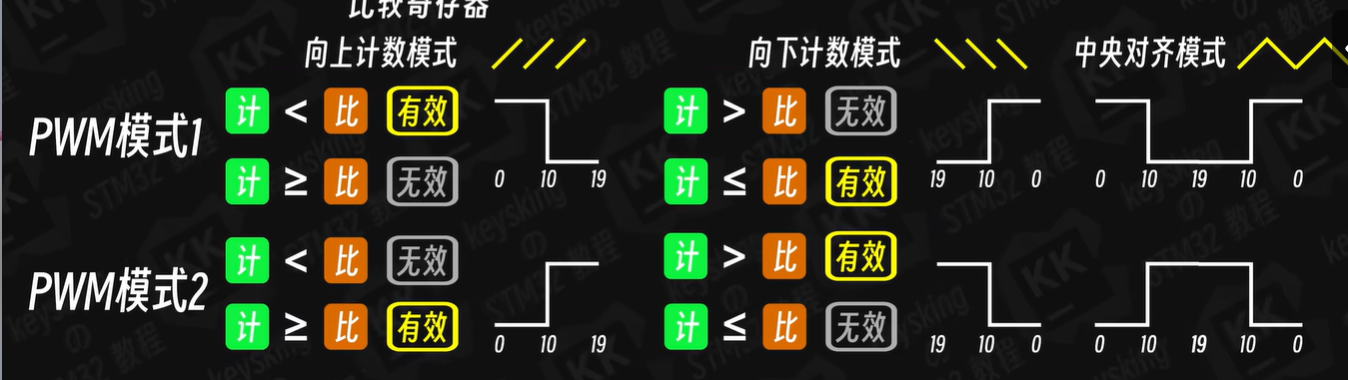 比较寄存器
向上计数模式 向下计数模式 中央对齐模式
PWM模式1
计 < 比 有效 计 > 比 无效
计 ≥ 比 无效 计 ≤ 比 有效
0 10 19 19 10 0 0 10 19 10 0
PWM模式2
计 < 比 无效 计 > 比 有效
计 ≥ 比 有效 计 ≤ 比 无效
0 10 19 19 10 0 0 10 19 10 0